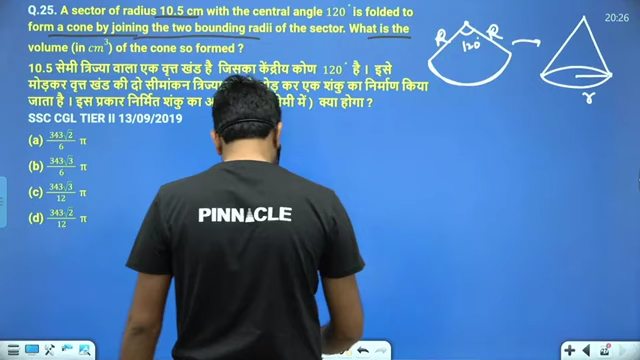 Q.25. A sector of radius 10.5 cm with the central angle 120° is folded to
form a cone by joining the two bounding radii of the sector. What is the
volume (in cm³) of the cone so formed ?
10.5 सेमी त्रिज्या वाला एक वृत्त खंड है जिसका केंद्रीय कोण 120° है । इसे
मोड़कर वृत्त खंड की दो सीमांकन कर एक शंकु का निर्माण किया
जाता है । इस प्रकार निर्मित शंकु का क्या होगा ?
SSC CGL TIER II 13/09/2019
(a) 343√2/6 π
(b) 343√3/6 π
(c) 343√3/12 π
(d) 343√2/12 π
R R
120°
r
20:26
PINNACLE